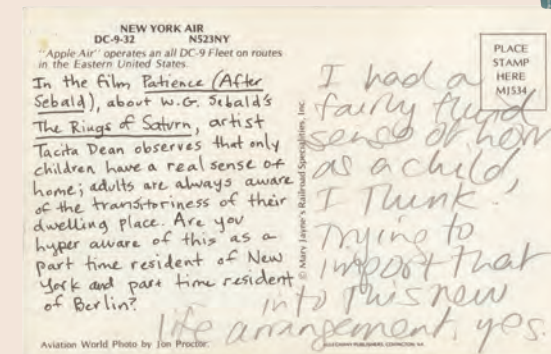 NEW YORK AIR
DC-9-32 N523NY
"Apple Air" operates an all DC-9 Fleet on routes
in the Eastern United States.
In the film Patience (After
Sebald), about W.G. Sebald's
The Rings of Saturn, artist
Tacita Dean observes that only
children have a real sense of
home; adults are always aware
of the transitoriness of their
dwelling place. Are you
hyper aware of this as a
part time resident of New
York and part time resident
of Berlin?
Aviation World Photo by Jon Proctor.
© Mary Jayne's Railroad Specialties, Inc.
PLACE
STAMP
HERE
MJ534
I had a
fairly
sense of
as a child,
I think.
Trying to
import that
into this new
life arrangement, yes.